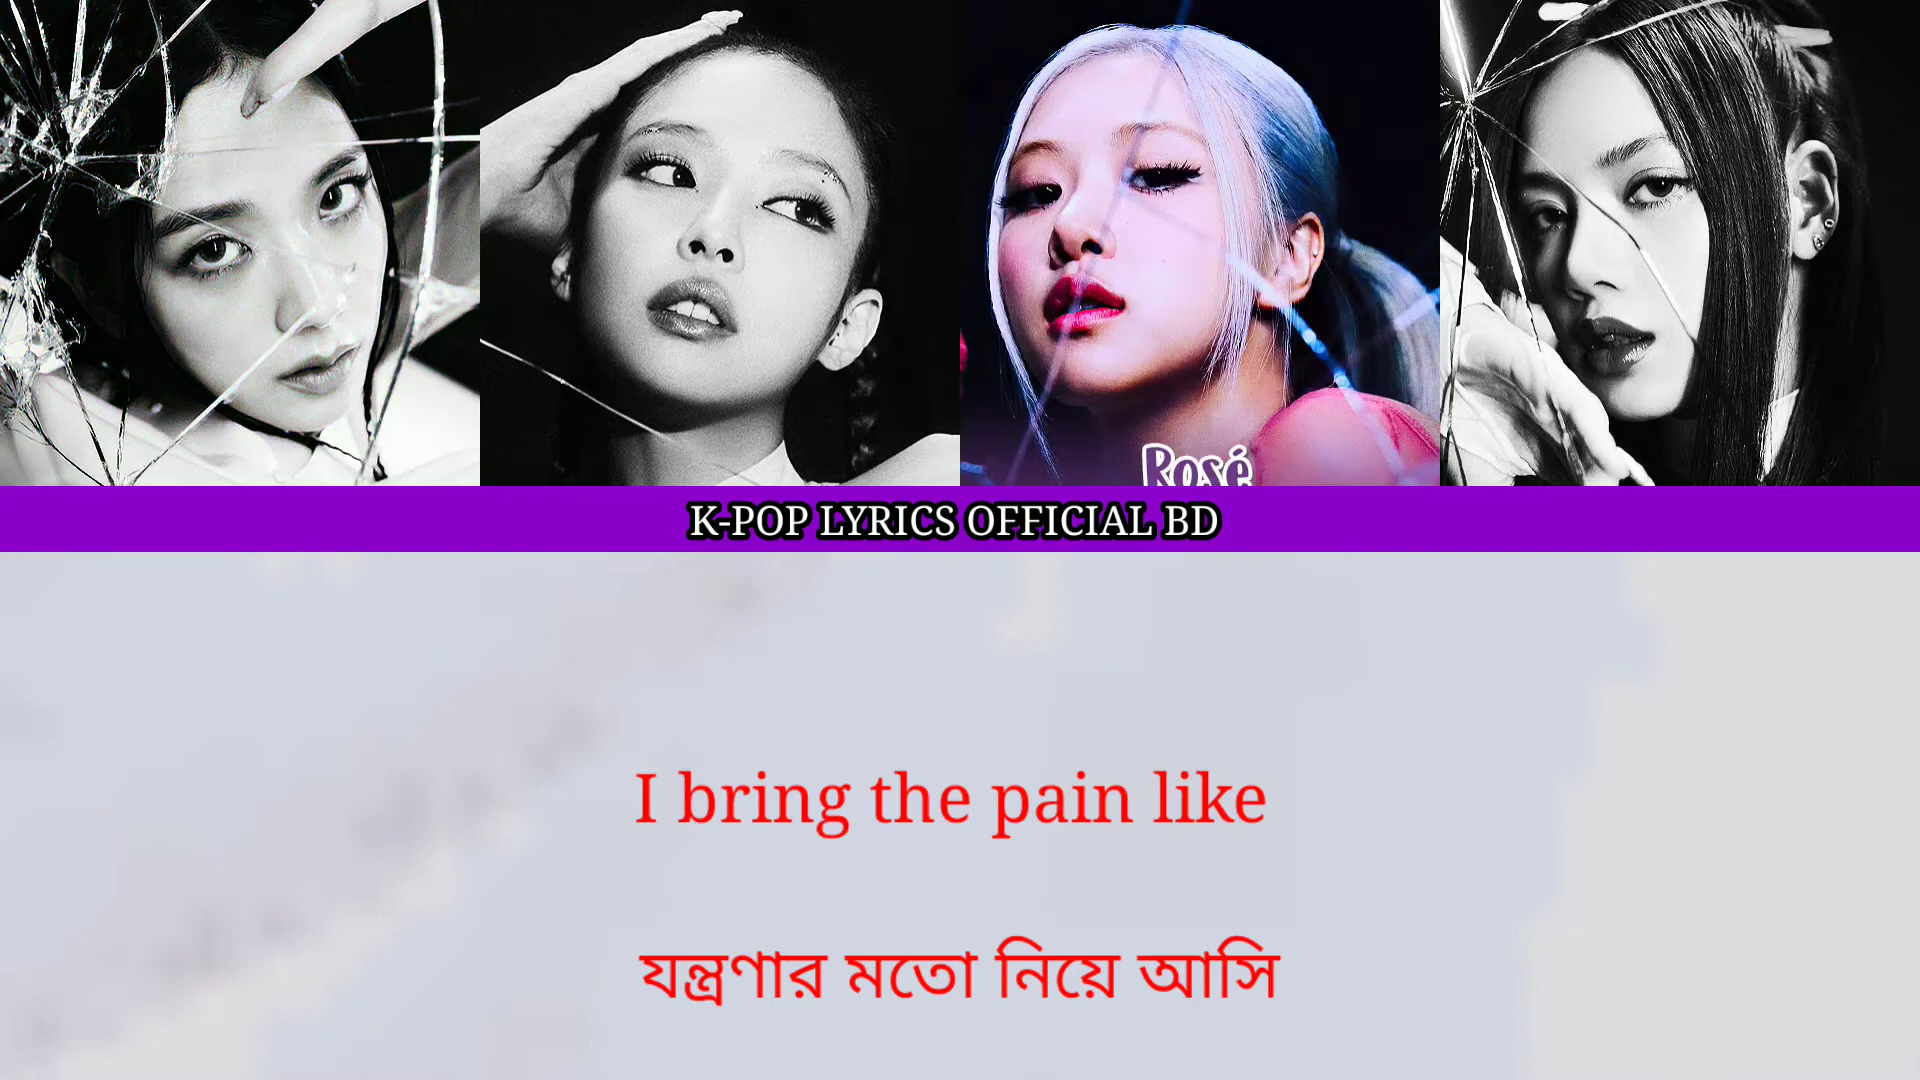 Rosé
K-POP LYRICS OFFICIAL BD
I bring the pain like
যন্ত্রণার মতো নিয়ে আসি